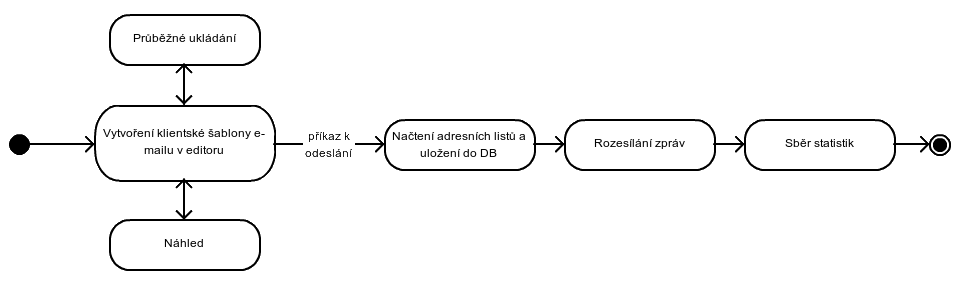 Průběžné ukládání
Vytvoření klientské šablony e-
mailu v editoru
příkaz k
odeslání
Načtení adresních listů a
uložení do DB
Rozesílání zpráv
Sběr statistik
Náhled